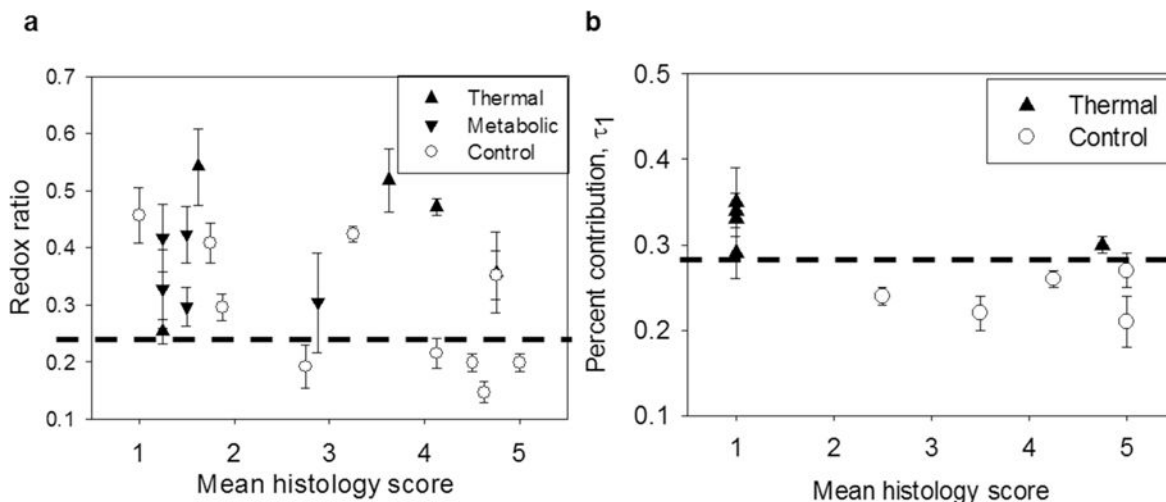 a
0.7
0.6
0.5
0.4
0.3
0.2
0.1
Redox ratio
Thermal
Metabolic
Control
1 2 3 4 5
Mean histology score
b
0.5
0.4
0.3
0.2
0.1
Percent contribution, τ1
Thermal
Control
1 2 3 4 5
Mean histology score